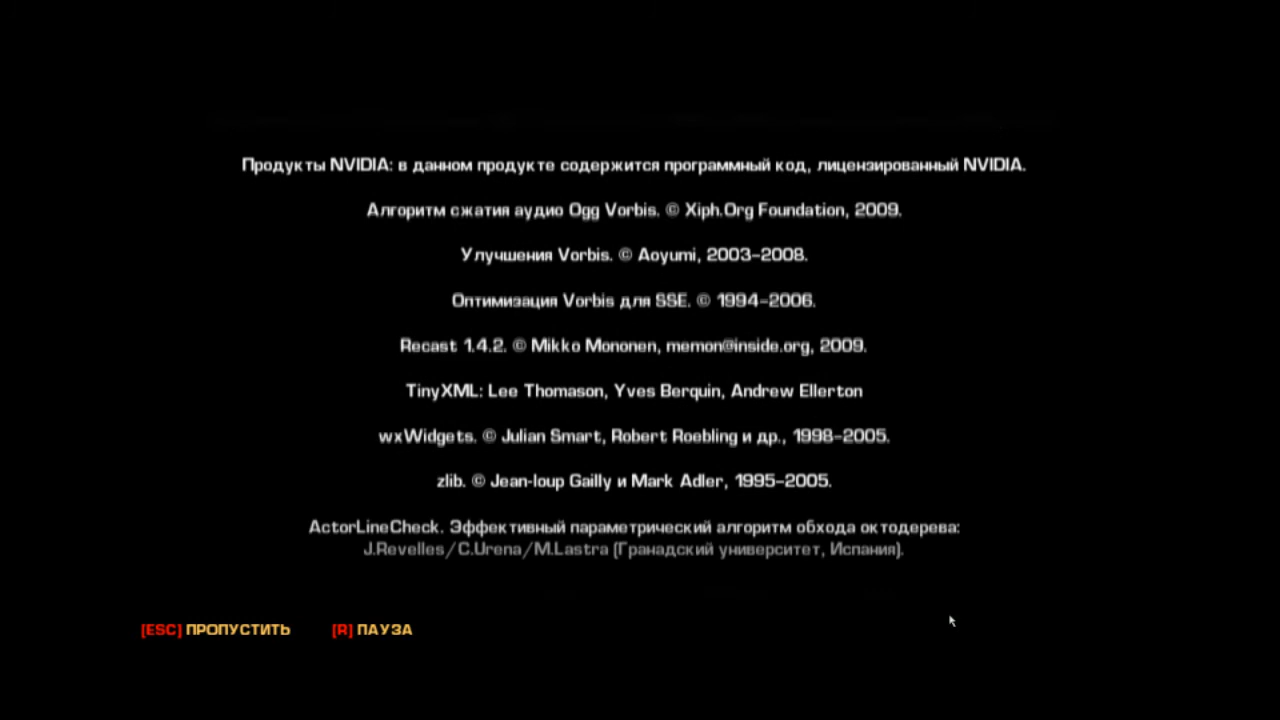 Продукты NVIDIA: в данном продукте содержится программный код, лицензированный NVIDIA.
Алгоритм сжатия аудио Ogg Vorbis. © Xiph.Org Foundation, 2009.
Улучшения Vorbis. © Aoyumi, 2003–2008.
Оптимизация Vorbis для SSE. © 1994–2006.
Recast 1.4.2. © Mikko Mononen, memon@inside.org, 2009.
TinyXML: Lee Thomason, Yves Berquin, Andrew Ellerton
wxWidgets. © Julian Smart, Robert Roebling и др., 1998–2005.
zlib. © Jean-loup Gailly и Mark Adler, 1995–2005.
ActorLineCheck. Эффективный параметрический алгоритм обхода октодерева:
J.Revelles/C.Urena/M.Lastra (Гранадский университет, Испания).
[ESC] ПРОПУСТИТЬ [R] ПАУЗА